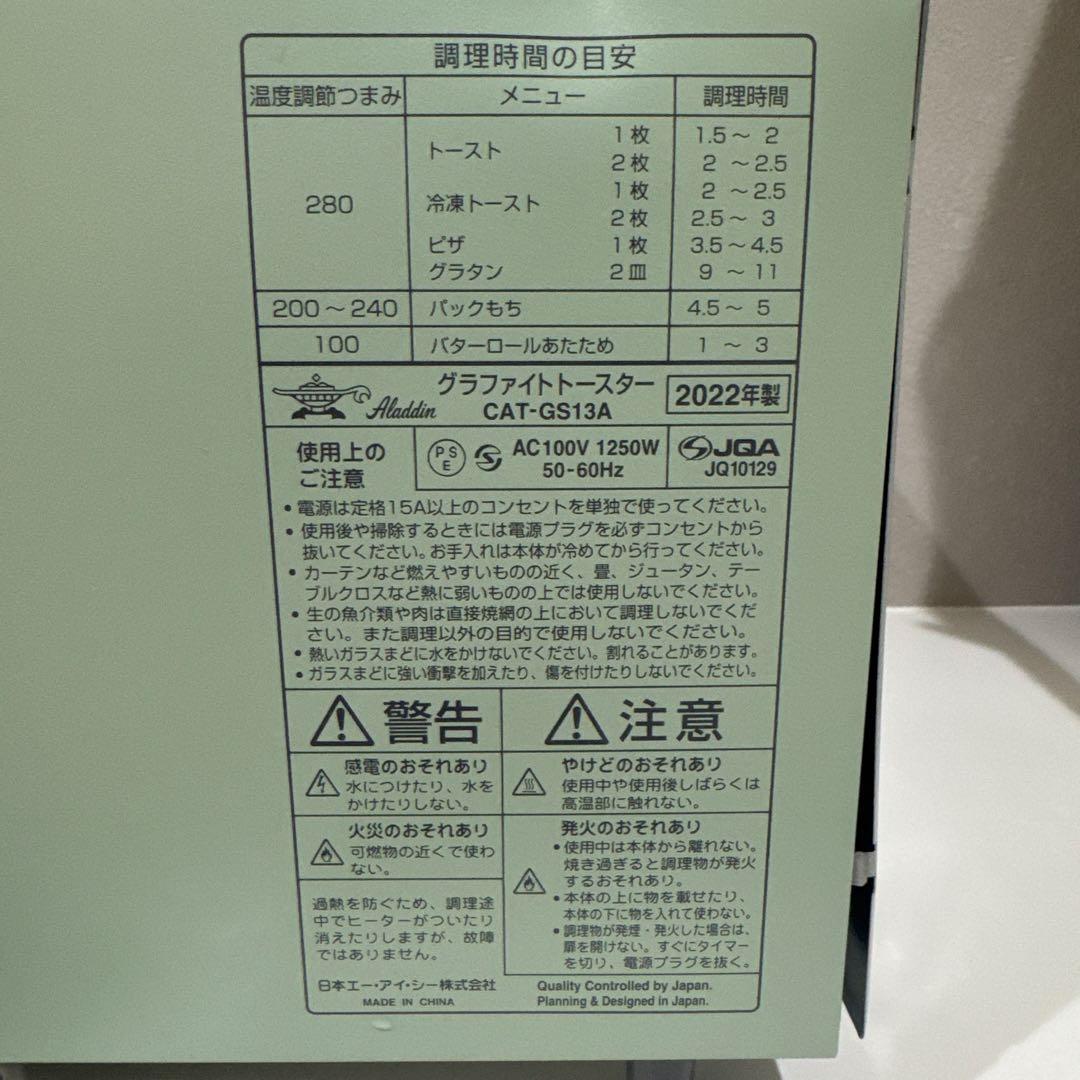 調理時間の目安
温度調節つまみ メニュー 調理時間
280
トースト 1枚 1.5～ 2
2枚 2 ～2.5
冷凍トースト 1枚 2 ～2.5
2枚 2.5～ 3
ピザ 1枚 3.5～4.5
グラタン 2皿 9 ～11
200～240 パックもち 4.5～ 5
100 バターロールあたため 1 ～ 3
Aladdin
グラファイトトースター
CAT-GS13A
2022年製
使用上の
ご注意
PSE
AC100V 1250W
50-60Hz
JQA
JQ10129
•電源は定格15A以上のコンセントを単独で使ってください。
•使用後や掃除するときには電源プラグを必ずコンセントから
抜いてください。お手入れは本体が冷めてから行ってください。
•カーテンなど燃えやすいものの近く、畳、ジュータン、テー
ブルクロスなど熱に弱いものの上では使用しないでください。
•生の魚介類や肉は直接焼網の上において調理しないでくだ
さい。また調理以外の目的で使用しないでください。
•熱いガラスまどに水をかけないでください。割れることがあります。
•ガラスまどに強い衝撃を加えたり、傷を付けたりしないでください。
警告
感電のおそれあり
水につけたり、水を
かけたりしない。
火災のおそれあり
可燃物の近くで使わ
ない。
過熱を防ぐため、調理途
中でヒーターがついたり
消えたりしますが、故障
ではありません。
注意
やけどのおそれあり
使用中や使用後しばらくは
高温部に触れない。
発火のおそれあり
•使用中は本体から離れない。
焼き過ぎると調理物が発火
するおそれあり。
•本体の上に物を載せたり、
本体の下に物を入れて使わない。
•調理物が発煙・発火した場合は、
扉を開けない。すぐにタイマー
を切り、電源プラグを抜く。
日本エー・アイ・シー株式会社
MADE IN CHINA
Quality Controlled by Japan.
Planning & Designed in Japan.